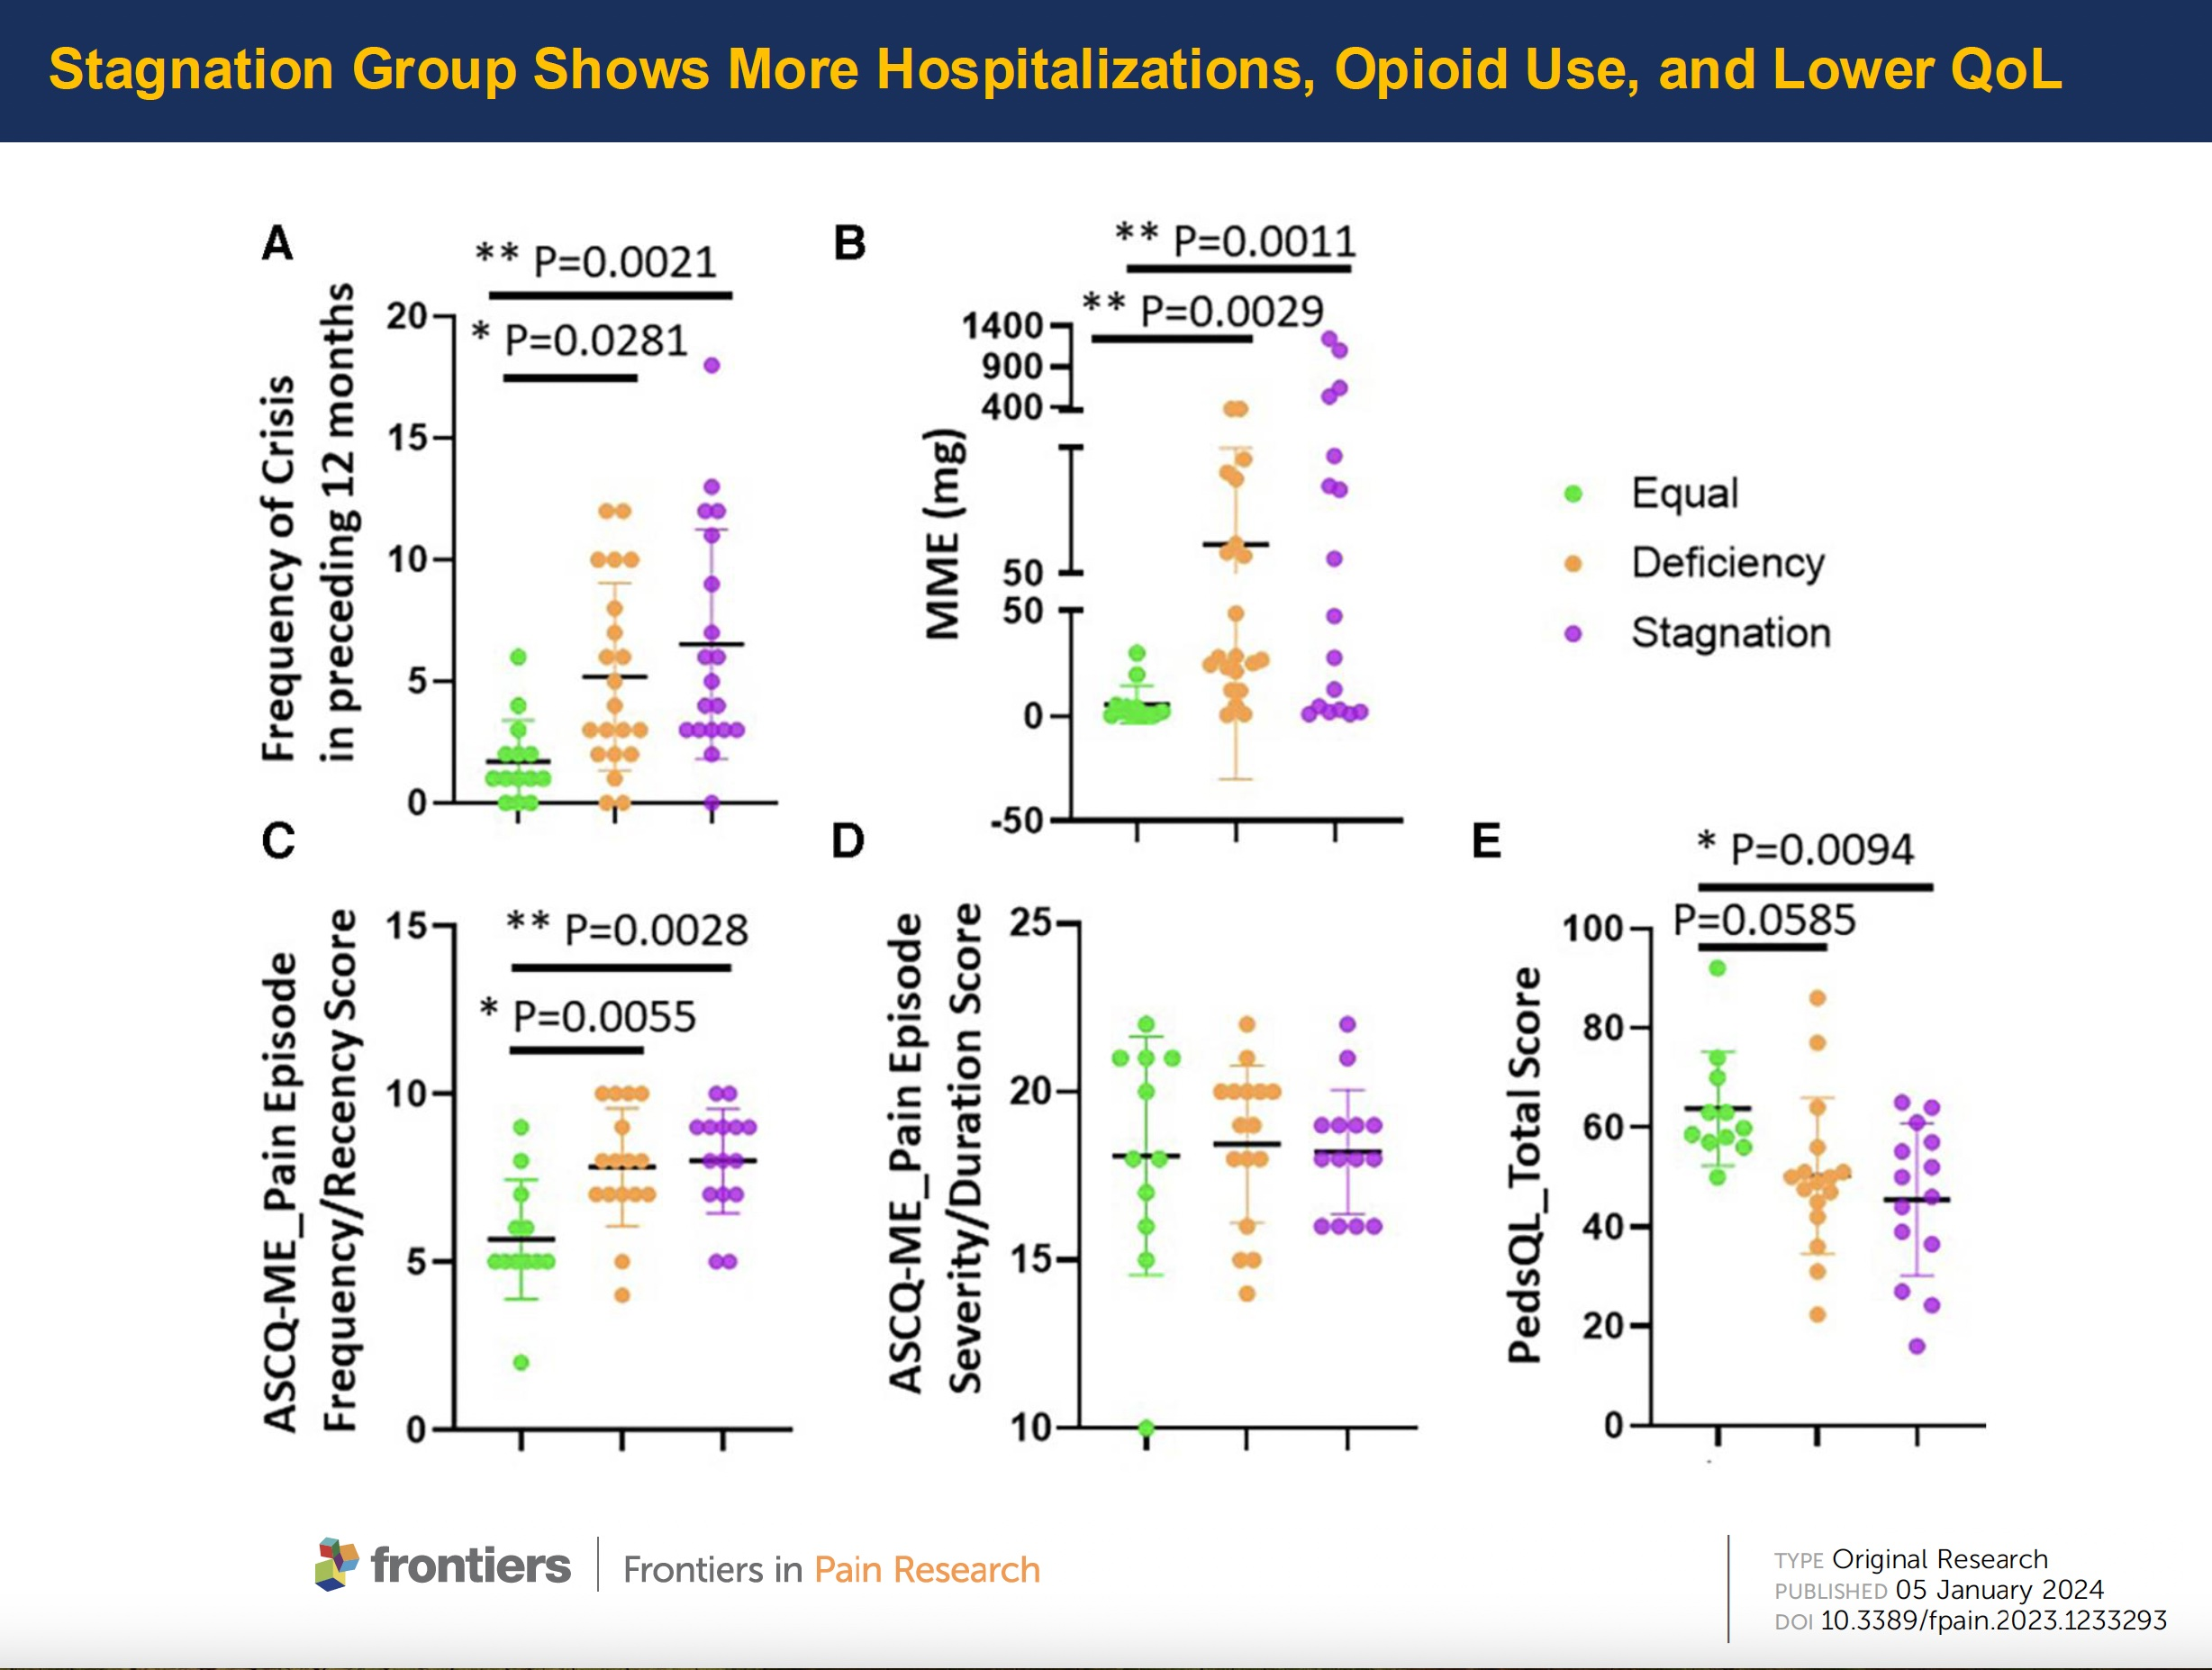 Stagnation Group Shows More Hospitalizations, Opioid Use, and Lower QoL
A
** P=0.0021
* P=0.0281
Frequency of Crisis
in preceding 12 months
20
15
10
5
0
B
** P=0.0011
** P=0.0029
MME (mg)
1400
900
400
50
50
0
-50
Equal
Deficiency
Stagnation
C
** P=0.0028
* P=0.0055
ASCQ-ME_Pain Episode
Frequency/Recency Score
15
10
5
0
D
ASCQ-ME_Pain Episode
Severity/Duration Score
25
20
15
10
E
* P=0.0094
P=0.0585
PedsQL_Total Score
100
80
60
40
20
0
frontiers
Frontiers in Pain Research
TYPE Original Research
PUBLISHED 05 January 2024
DOI 10.3389/fpain.2023.1233293